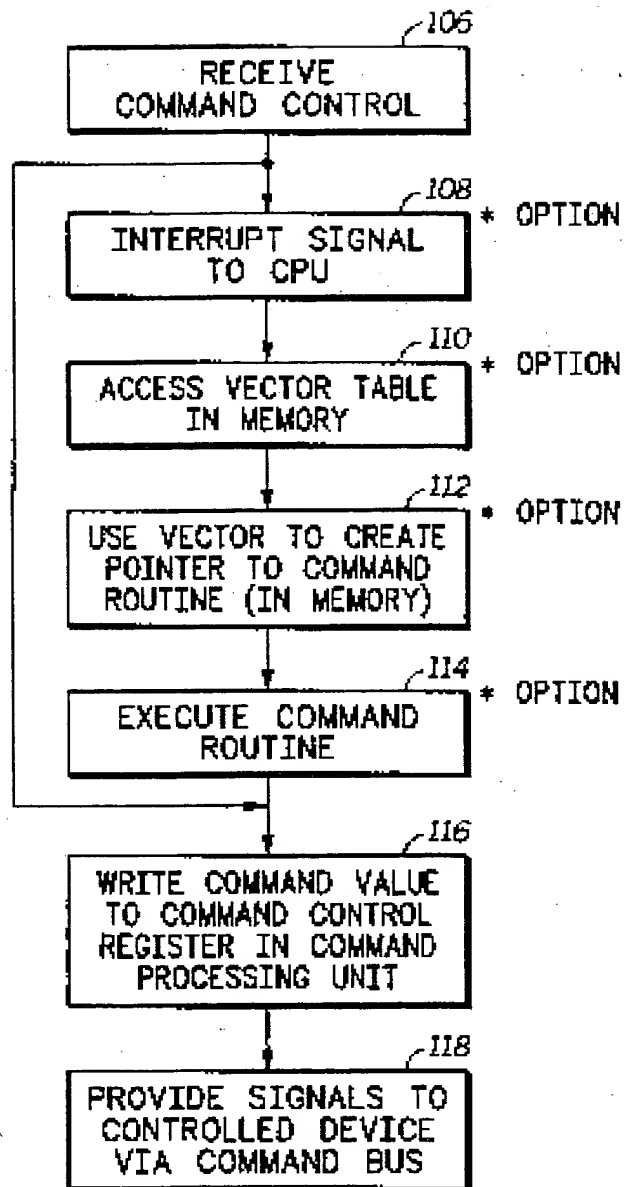 106
RECEIVE
COMMAND CONTROL
108
* OPTION
INTERRUPT SIGNAL
TO CPU
110
* OPTION
ACCESS VECTOR TABLE
IN MEMORY
112
* OPTION
USE VECTOR TO CREATE
POINTER TO COMMAND
ROUTINE (IN MEMORY)
114
* OPTION
EXECUTE COMMAND
ROUTINE
116
WRITE COMMAND VALUE
TO COMMAND CONTROL
REGISTER IN COMMAND
PROCESSING UNIT
118
PROVIDE SIGNALS TO
CONTROLLED DEVICE
VIA COMMAND BUS